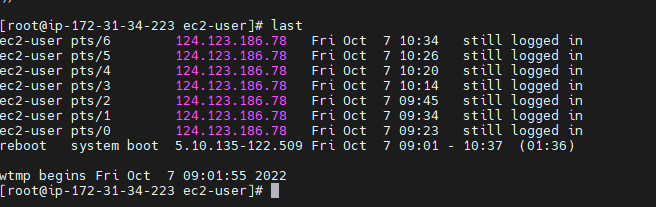 [root@ip-172-31-34-223 ec2-user]# last
ec2-user pts/6        124.123.186.78   Fri Oct  7 10:34   still logged in
ec2-user pts/5        124.123.186.78   Fri Oct  7 10:26   still logged in
ec2-user pts/4        124.123.186.78   Fri Oct  7 10:20   still logged in
ec2-user pts/3        124.123.186.78   Fri Oct  7 10:14   still logged in
ec2-user pts/2        124.123.186.78   Fri Oct  7 09:45   still logged in
ec2-user pts/1        124.123.186.78   Fri Oct  7 09:34   still logged in
ec2-user pts/0        124.123.186.78   Fri Oct  7 09:23   still logged in
reboot   system boot  5.10.135-122.509 Fri Oct  7 09:01 - 10:37  (01:36)

wtmp begins Fri Oct  7 09:01:55 2022
[root@ip-172-31-34-223 ec2-user]#